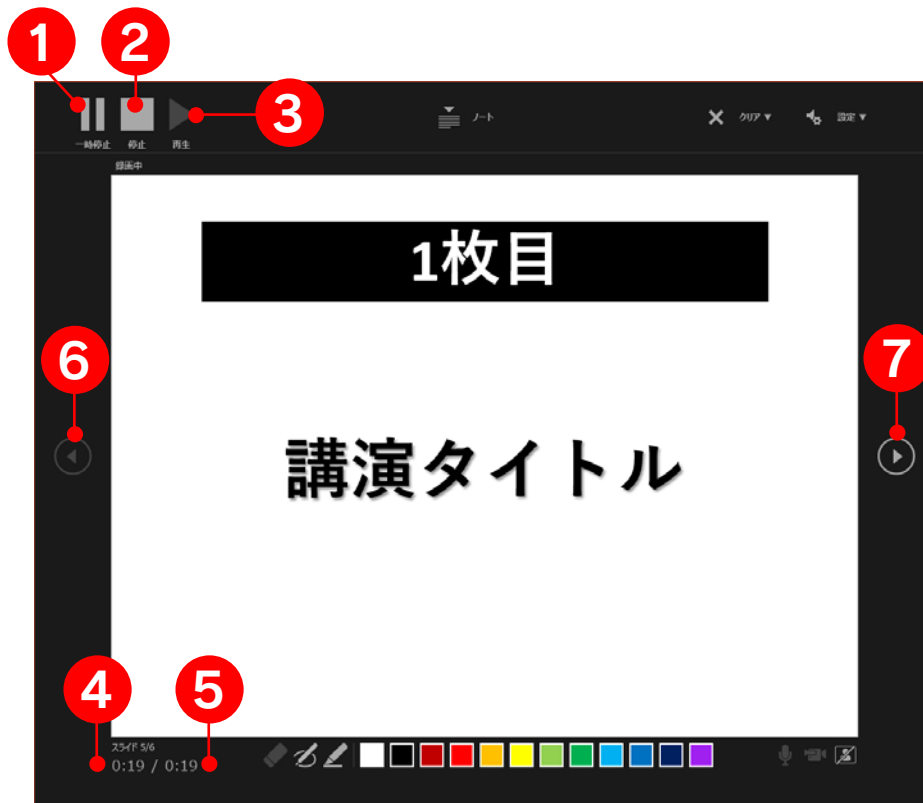 1 2
3
一時停止 停止 再生 ノート クリア▼ 設定▼
録画中
1枚目
6 7
講演タイトル
4 5
スライド 5/6
0:19 / 0:19